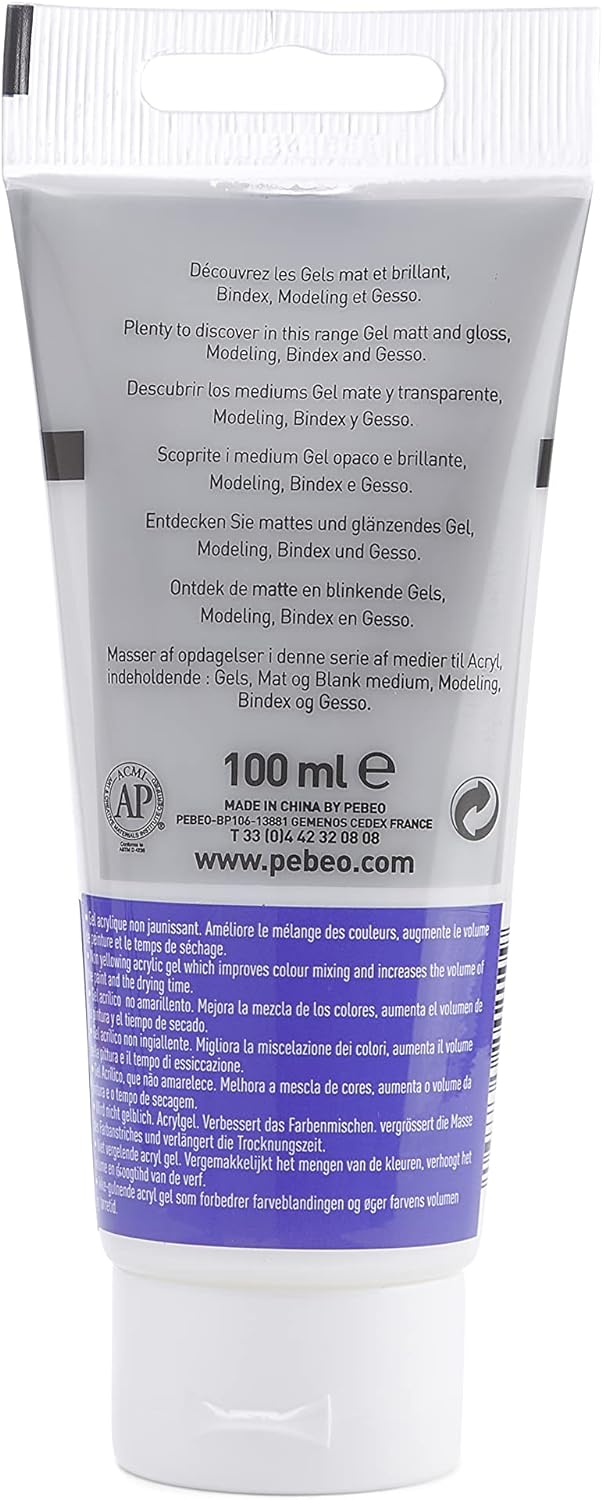 Découvrez les Gels mat et brillant,
Bindex, Modeling et Gesso.
Plenty to discover in this range Gel matt and gloss,
Modeling, Bindex and Gesso.
Descubrir los mediums Gel mate y transparente,
Modeling, Bindex y Gesso.
Scoprite i medium Gel opaco e brillante,
Modeling, Bindex e Gesso.
Entdecken Sie mattes und glänzendes Gel,
Modeling, Bindex und Gesso.
Ontdek de matte en blinkende Gels,
Modeling, Bindex en Gesso.
Masser af opdagelser i denne serie af medier til Acryl,
indeholdende : Gels, Mat og Blank medium, Modeling,
Bindex og Gesso.
100 ml e
ACMI
AP
Conforms to
ASTM D-4236
MADE IN CHINA BY PEBEO
PEBEO-BP106-13881 GEMENOS CEDEX FRANCE
T 33 (0)4 42 32 08 08
www.pebeo.com
Gel acrylique non jaunissant. Améliore le mélange des couleurs, augmente le volume
peinture et le temps de séchage.
yellowing acrylic gel which improves colour mixing and increases the volume of
paint and the drying time.
acrílico no amarillento. Mejora la mezcla de los colores, aumenta el volumen de
y el tiempo de secado.
acrilico non ingiallente. Migliora la miscelazione dei colori, aumenta il volume
pittura e il tempo di essiccazione.
Acrílico, que não amarelece. Melhora a mescla de cores, aumenta o volume da
e o tempo de secagem.
nicht gelblich. Acrylgel. Verbessert das Farbenmischen. vergrössert die Masse
Farbanstriches und verlängert die Trocknungszeit.
vergelende acryl gel. Vergemakkelijkt het mengen van de kleuren, verhoogt het
en van de verf.
acryl gel som forbedrer farveblandingen og øger farvens volumen